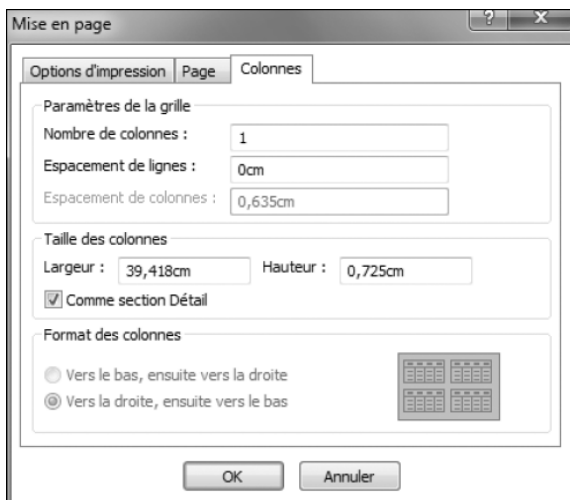 Mise en page
Options d'impression Page Colonnes
Paramètres de la grille
Nombre de colonnes : 1
Espacement de lignes : 0cm
Espacement de colonnes : 0,635cm
Taille des colonnes
Largeur : 39,418cm Hauteur : 0,725cm
Comme section Détail
Format des colonnes
Vers le bas, ensuite vers la droite
Vers la droite, ensuite vers le bas
OK Annuler